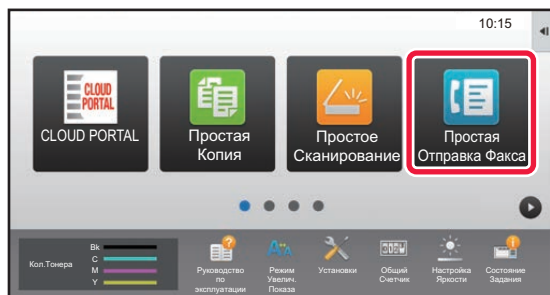 10:15
CLOUD
PORTAL
CLOUD PORTAL
Простая
Копия
Простое
Сканирование
Простая
Отправка Факса
Кол.Тонера
Bk
C
M
Y
Руководство
по
эксплуатации
Режим
Увелич.
Показа
Установки
Общий
Счетчик
Настройка
Яркости
Состояние
Задания